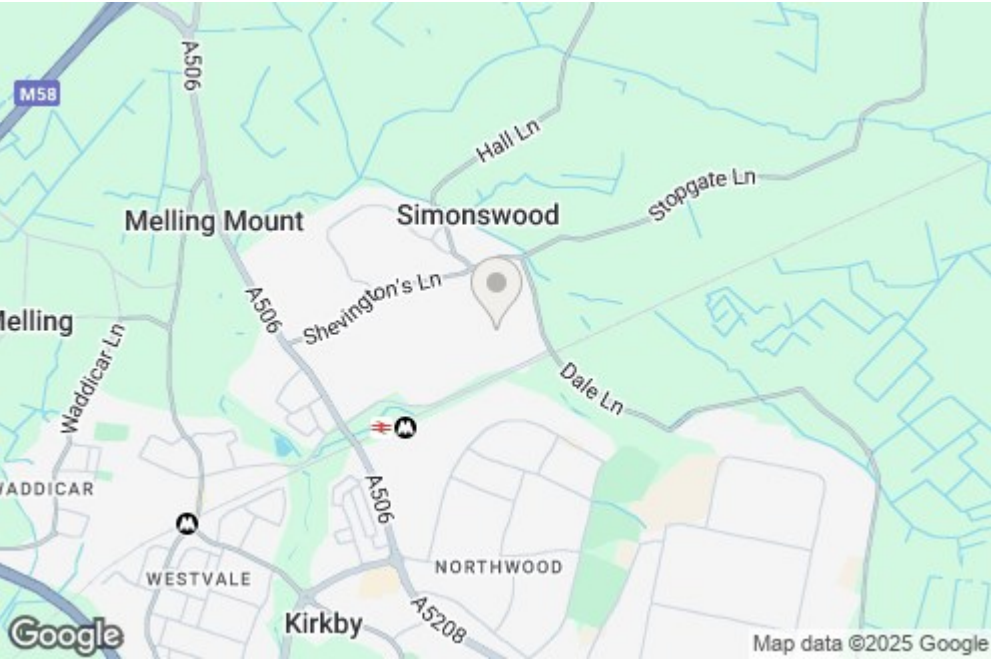 A506
M58
Hall Ln
Stopgate Ln
Simonswood
Melling Mount
Shevington's Ln
A506
Melling
Waddicar Ln
Dale Ln
M
WADDICAR
A506
M
NORTHWOOD
WESTVALE
Kirkby
A5208
Google
Map data ©2025 Google